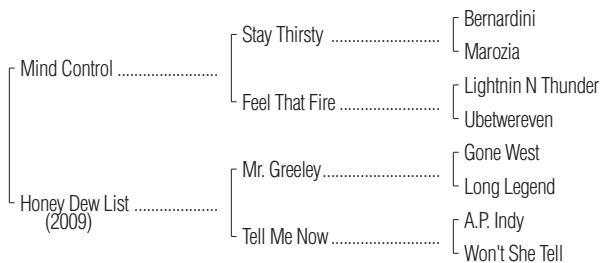 Bernardini
Stay Thirsty ........................
Marozia
Mind Control ......................
Lightnin N Thunder
Feel That Fire ......................
Ubetwereven
Gone West
Mr. Greeley..........................
Long Legend
Honey Dew List ..................
(2009)
A.P. Indy
Tell Me Now ........................
Won't She Tell